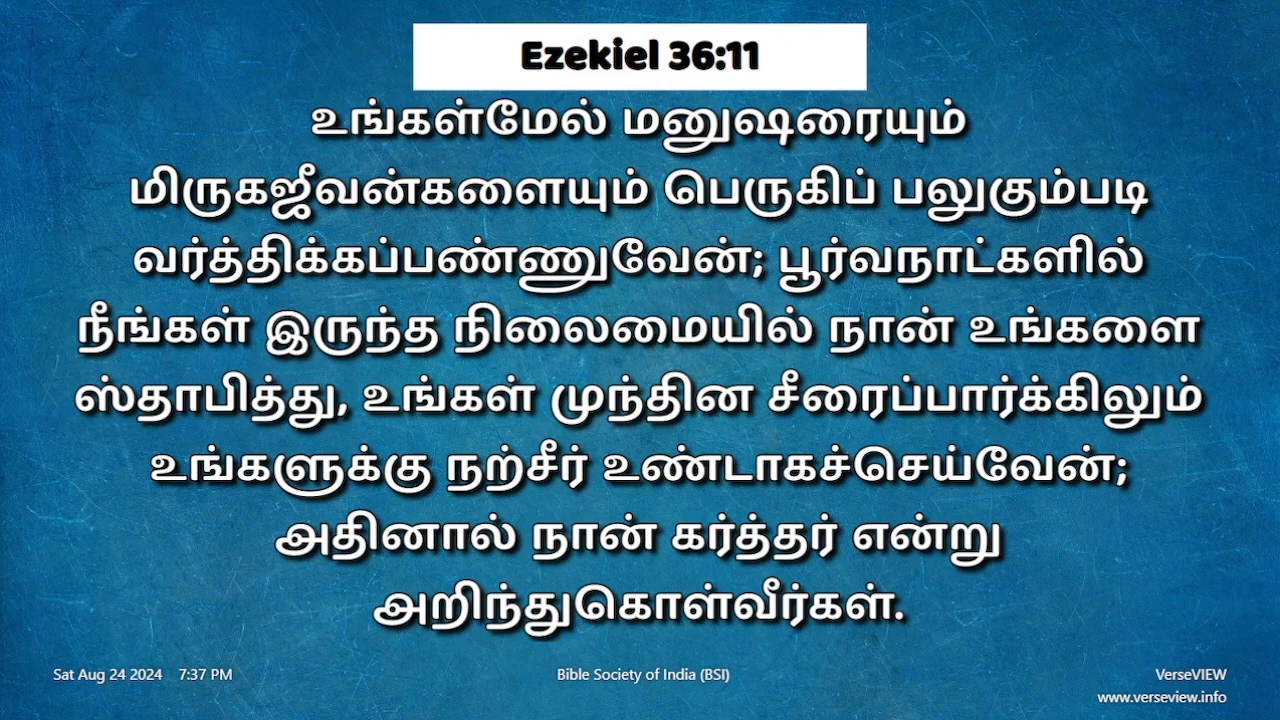 Ezekiel 36:11
உங்கள்மேல் மனுஷரையும்
மிருகஜீவன்களையும் பெருகிப் பலுகும்படி
வர்த்திக்கப்பண்ணுவேன்; பூர்வநாட்களில்
நீங்கள் இருந்த நிலைமையில் நான் உங்களை
ஸ்தாபித்து, உங்கள் முந்தின சீரைப்பார்க்கிலும்
உங்களுக்கு நற்சீர் உண்டாகச்செய்வேன்;
அதினால் நான் கர்த்தர் என்று
அறிந்துகொள்வீர்கள்.
Sat Aug 24 2024 7:37 PM
Bible Society of India (BSI)
VerseVIEW
www.verseview.info